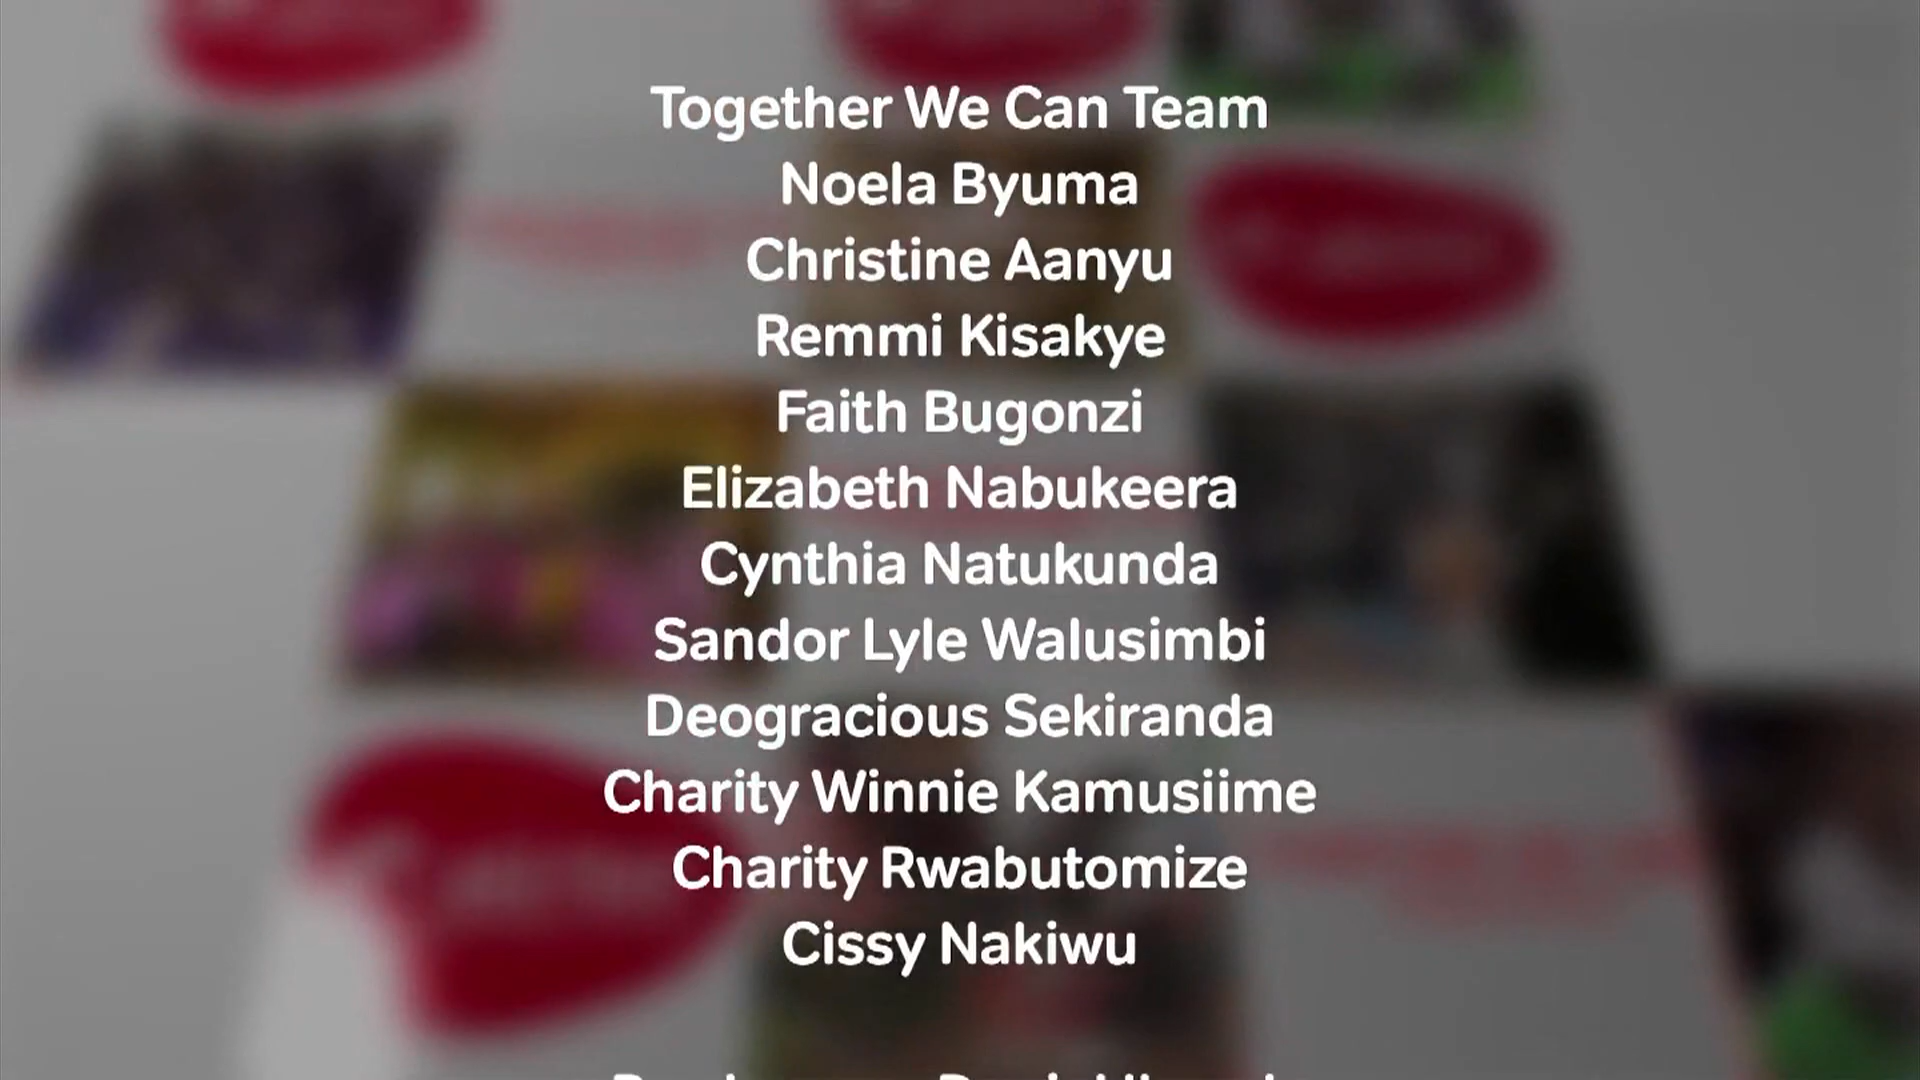 Together We Can Team
Noela Byuma
Christine Aanyu
Remmi Kisakye
Faith Bugonzi
Elizabeth Nabukeera
Cynthia Natukunda
Sandor Lyle Walusimbi
Deogracious Sekiranda
Charity Winnie Kamusiime
Charity Rwabutomize
Cissy Nakiwu